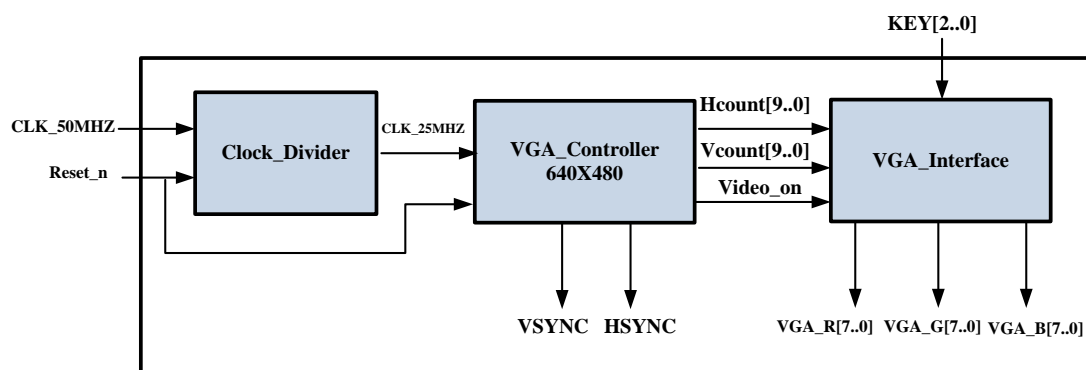 KEY[2..0]
CLK_50MHZ
Reset_n
Clock_Divider
CLK_25MHZ
VGA_Controller
640X480
Hcount[9..0]
Vcount[9..0]
Video_on
VGA_Interface
VSYNC
HSYNC
VGA_R[7..0]
VGA_G[7..0]
VGA_B[7..0]